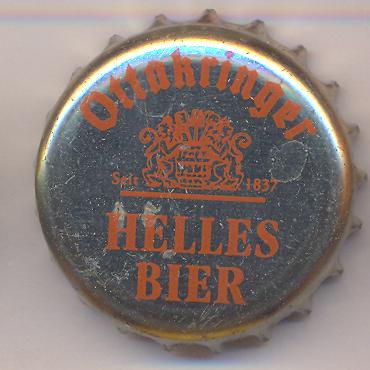 Ottakringer
Seit 1837
HELLES
BIER